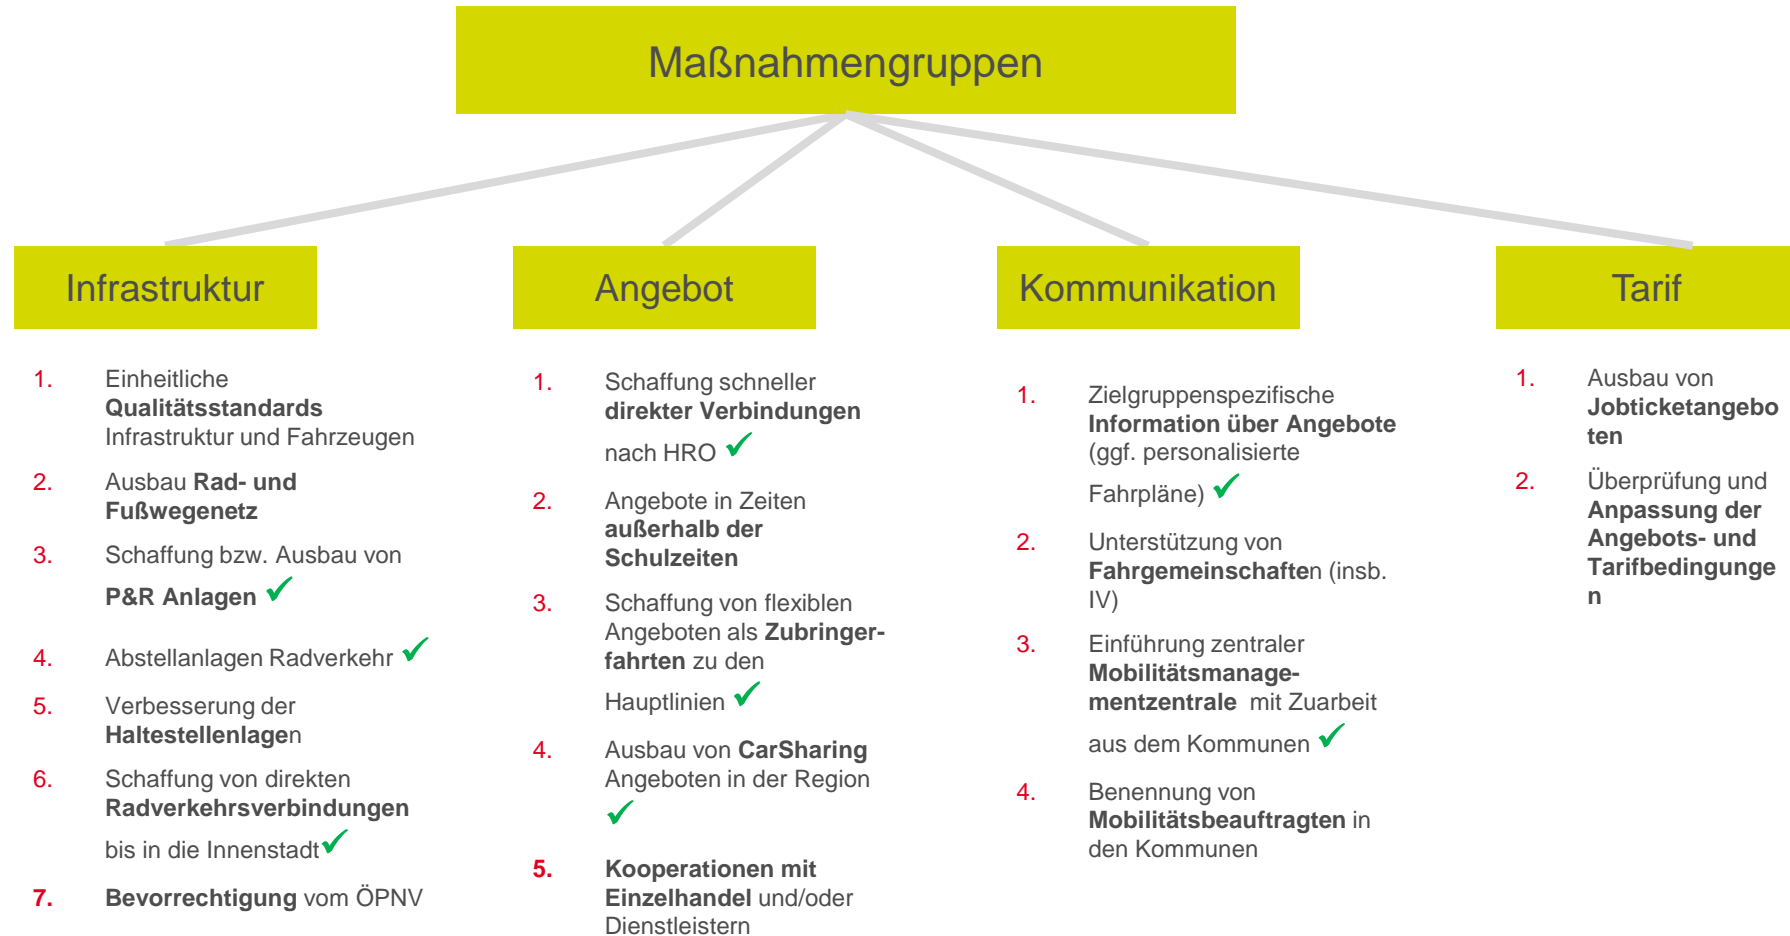 Maßnahmengruppen
Infrastruktur
1. Einheitliche
Qualitätsstandards
Infrastruktur und Fahrzeugen
2. Ausbau Rad- und
Fußwegenetz
3. Schaffung bzw. Ausbau von
P&R Anlagen ✓
4. Abstellanlagen Radverkehr ✓
5. Verbesserung der
Haltestellenlagen
6. Schaffung von direkten
Radverkehrsverbindungen
bis in die Innenstadt ✓
7. Bevorrechtigung vom ÖPNV
Angebot
1. Schaffung schneller
direkter Verbindungen
nach HRO ✓
2. Angebote in Zeiten
außerhalb der
Schulzeiten
3. Schaffung von flexiblen
Angeboten als Zubringer-
fahrten zu den
Hauptlinien ✓
4. Ausbau von CarSharing
Angeboten in der Region
✓
5. Kooperationen mit
Einzelhandel und/oder
Dienstleistern
Kommunikation
1. Zielgruppenspezifische
Information über Angebote
(ggf. personalisierte
Fahrpläne) ✓
2. Unterstützung von
Fahrgemeinschaften (insb.
IV)
3. Einführung zentraler
Mobilitätsmanage-
mentzentrale mit Zuarbeit
aus dem Kommunen ✓
4. Benennung von
Mobilitätsbeauftragten in
den Kommunen
Tarif
1. Ausbau von
Jobticketangebo
ten
2. Überprüfung und
Anpassung der
Angebots- und
Tarifbedingunge
n